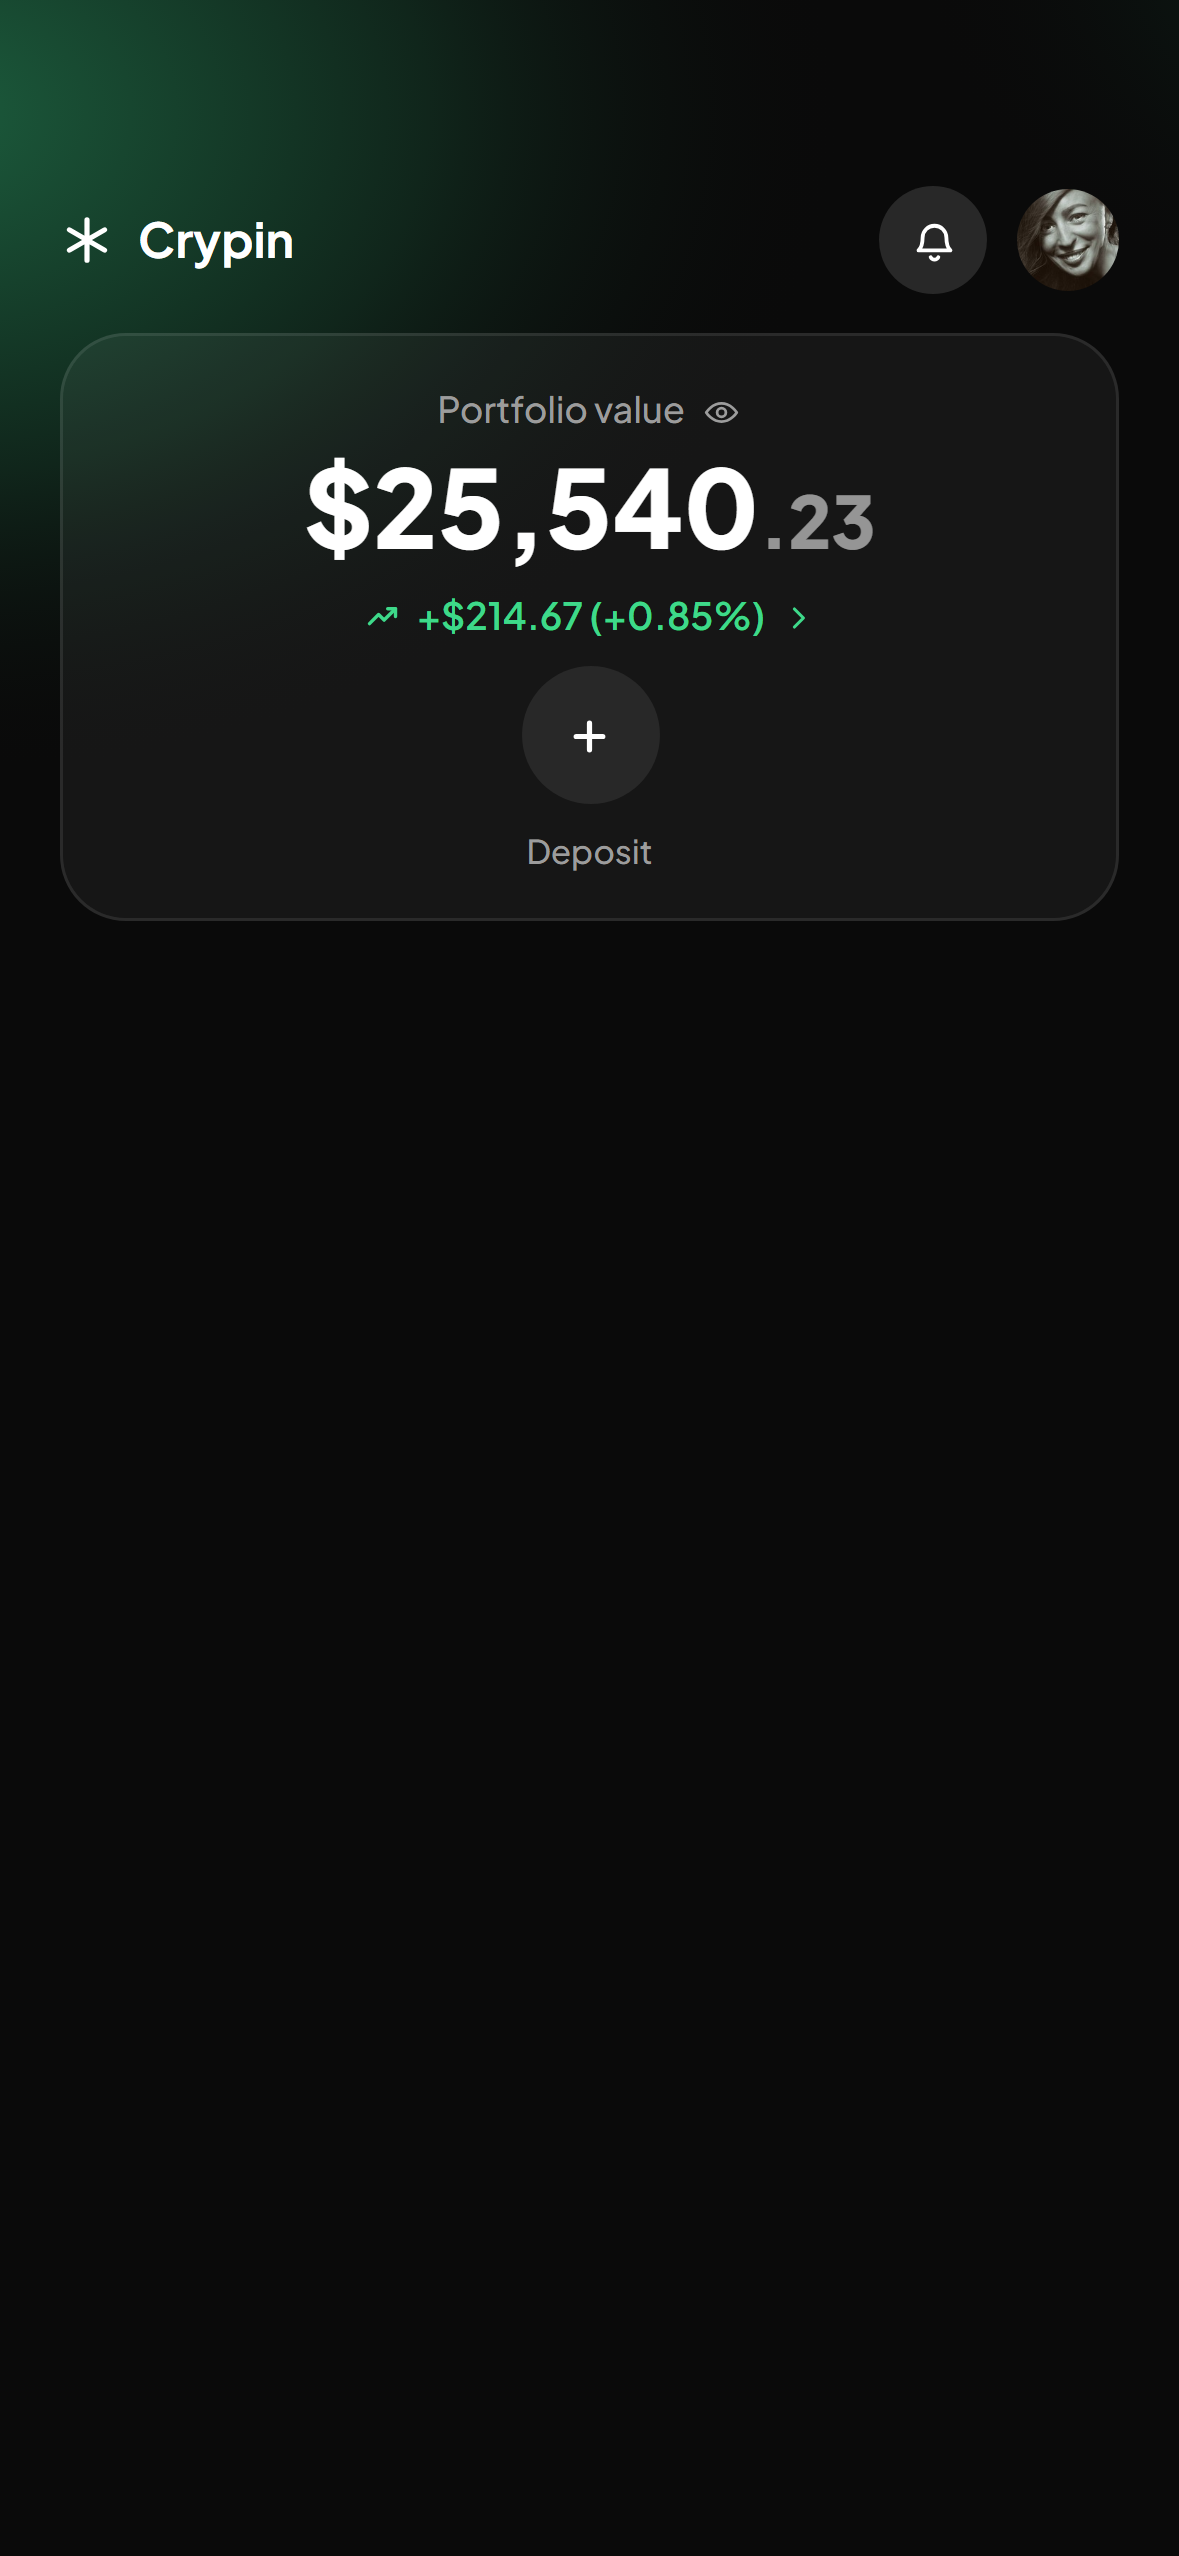 Crypin
Portfolio value
$25,540.23
+$214.67 (+0.85%)
Deposit